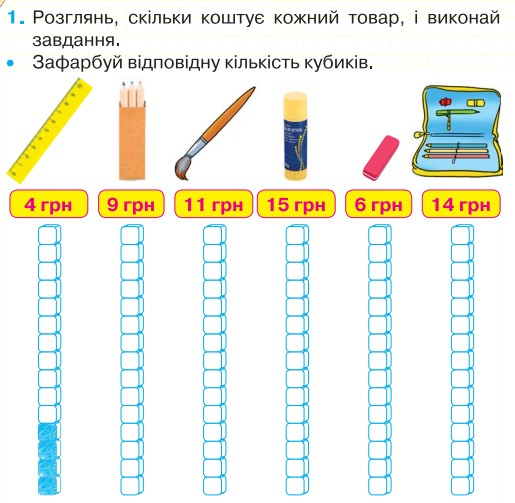 1. Розглянь, скільки коштує кожний товар, і виконай
завдання.
• Зафарбуй відповідну кількість кубиків.
4 грн 9 грн 11 грн 15 грн 6 грн 14 грн